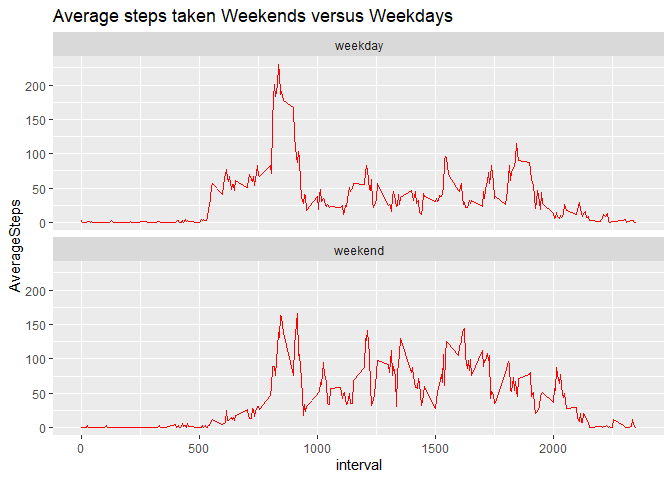 Average steps taken Weekends versus Weekdays
weekday
200
150
100
50
0
AverageSteps
weekend
200
150
100
50
0
0 500 1000 1500 2000
interval